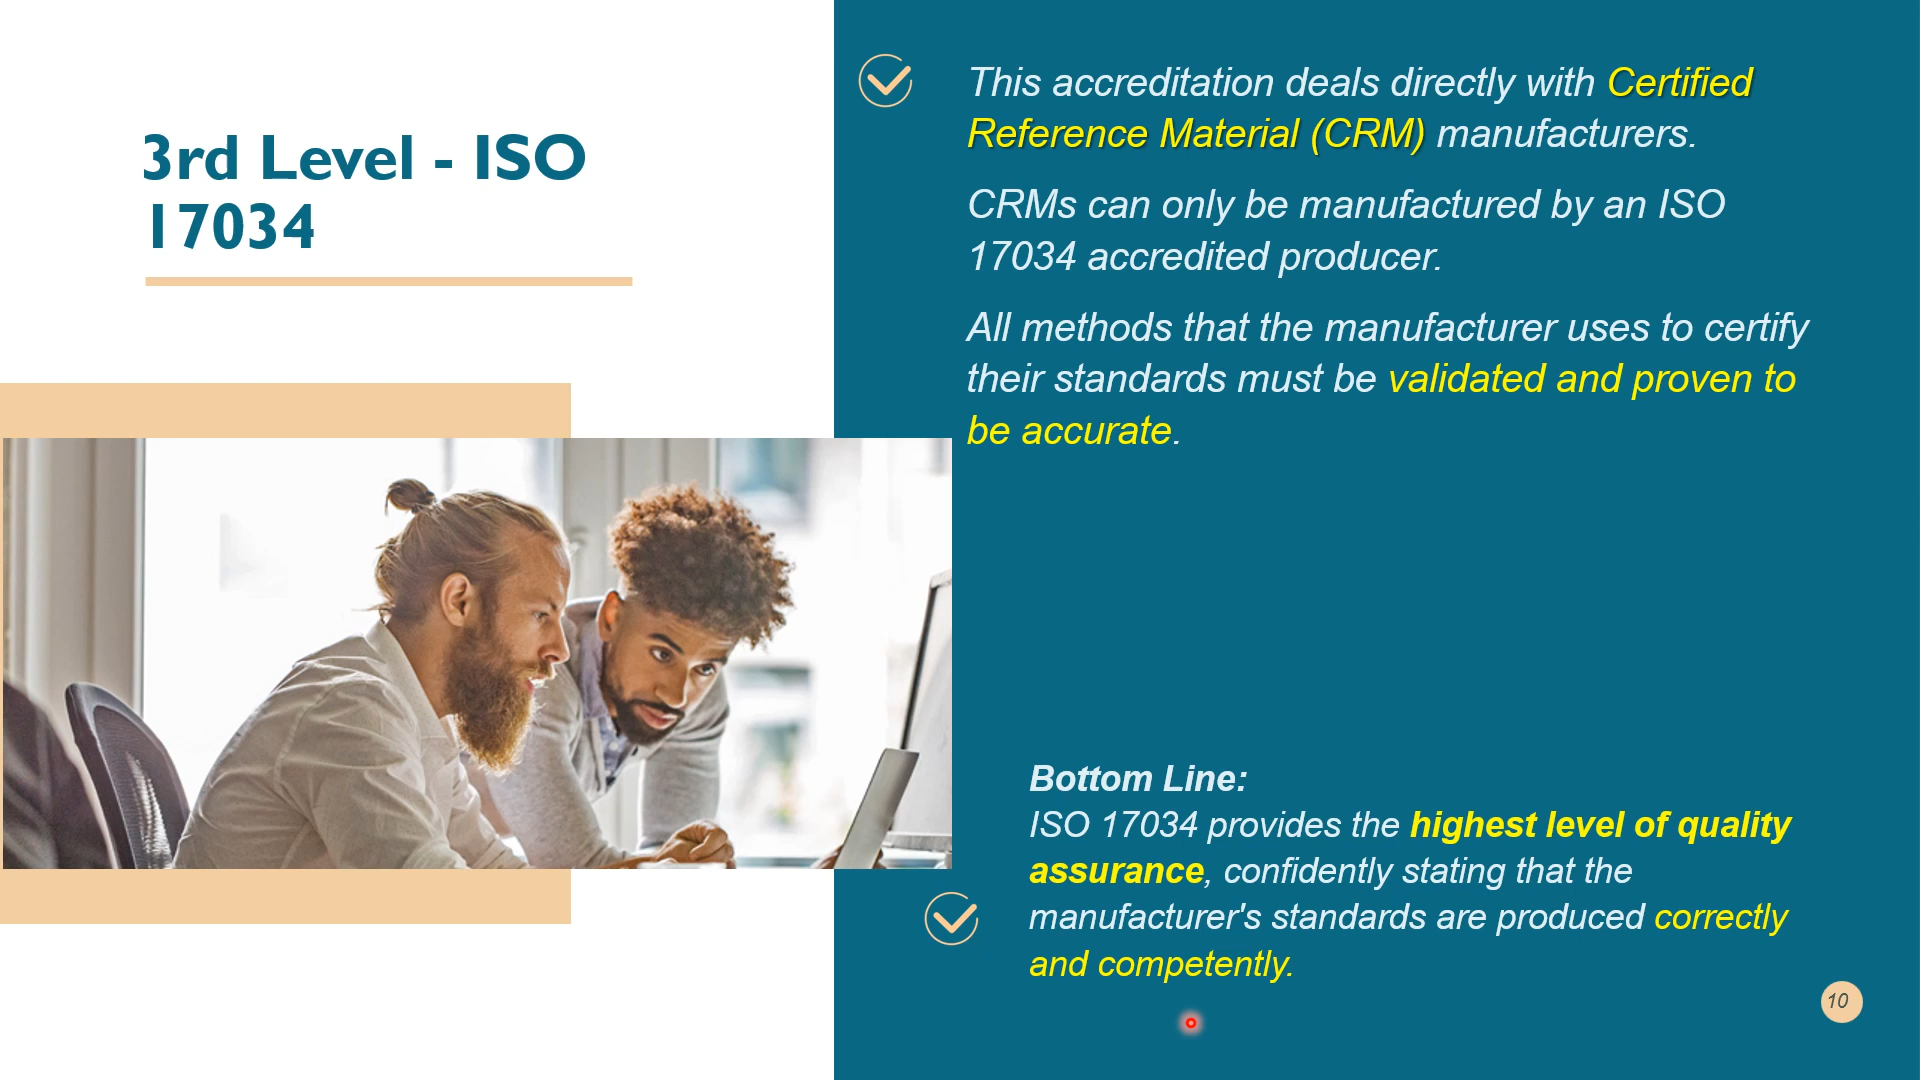 3rd Level - ISO
17034
This accreditation deals directly with Certified
Reference Material (CRM) manufacturers.
CRMs can only be manufactured by an ISO
17034 accredited producer.
All methods that the manufacturer uses to certify
their standards must be validated and proven to
be accurate.
Bottom Line:
ISO 17034 provides the highest level of quality
assurance, confidently stating that the
manufacturer's standards are produced correctly
and competently.
10